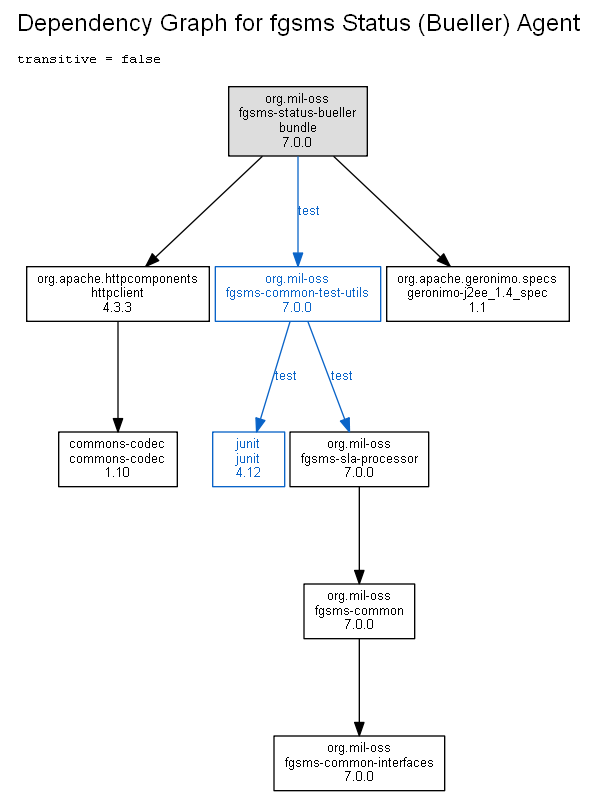 Dependency Graph for fgsms Status (Bueller) Agent
transitive = false
org.mil-oss
fgsms-status-bueller
bundle
7.0.0
test
org.apache.httpcomponents
httpclient
4.3.3
org.mil-oss
fgsms-common-test-utils
7.0.0
org.apache.geronimo.specs
geronimo-j2ee_1.4_spec
1.1
test
test
commons-codec
commons-codec
1.10
junit
junit
4.12
org.mil-oss
fgsms-sla-processor
7.0.0
org.mil-oss
fgsms-common
7.0.0
org.mil-oss
fgsms-common-interfaces
7.0.0